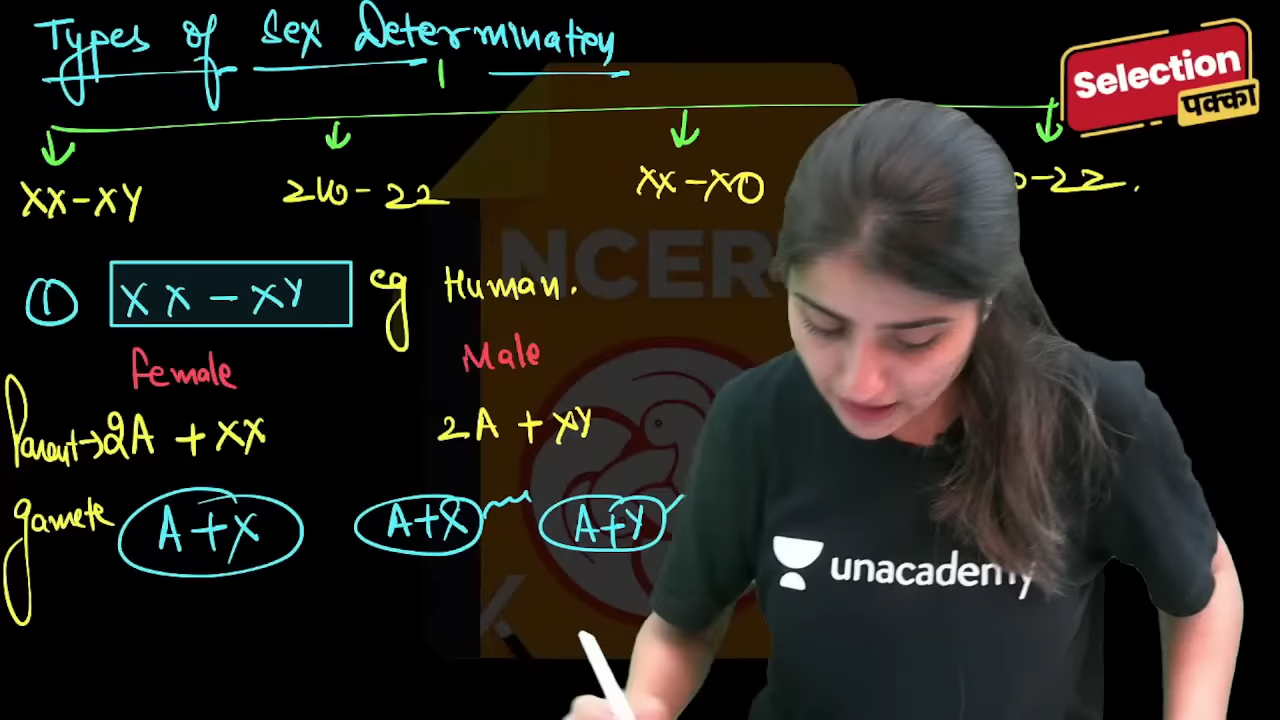 Types of Sex Determination
XX-XY ZW-ZZ XX-XO -ZZ.
① XX-XY eg Human.
Female Male
Parent→2A + XX 2A + XY
gamete A+X A+X A+Y
Selection
पक्का
NCER
unacademy